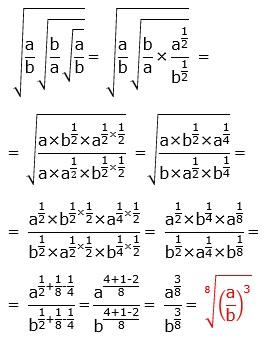 √(a/b √(b/a √(a/b))) = √(a/b √(b/a × a^(1/2)/b^(1/2))) =
= √((a×b^(1/2)×a^(1/2×1/2))/(a×a^(1/2)×b^(1/2×1/2))) = √((a×b^(1/2)×a^(1/4))/(b×a^(1/2)×b^(1/4))) =
= (a^(1/2)×b^(1/2×1/2)×a^(1/4×1/2))/(b^(1/2)×a^(1/2×1/2)×b^(1/4×1/2)) = (a^(1/2)×b^(1/4)×a^(1/8))/(b^(1/2)×a^(1/4)×b^(1/8)) =
= a^(1/2+1/8-1/4)/b^(1/2+1/8-1/4) = a^((4+1-2)/8)/b^((4+1-2)/8) = a^(3/8)/b^(3/8) = ⁸√((a/b)³)